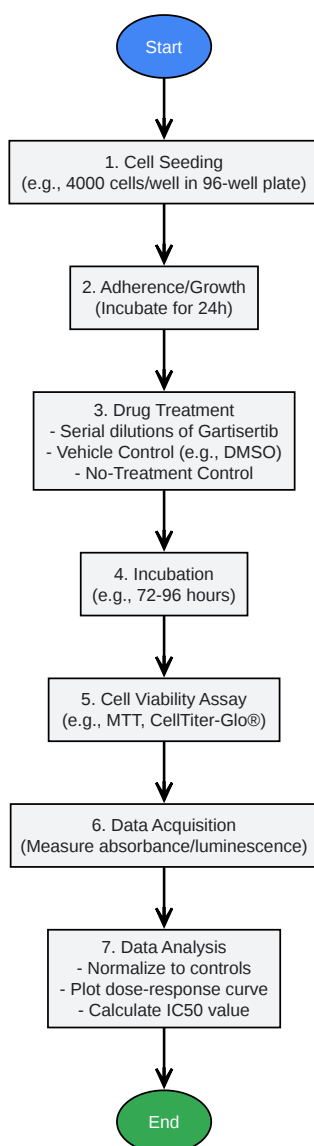 Start
1. Cell Seeding
(e.g., 4000 cells/well in 96-well plate)
2. Adherence/Growth
(Incubate for 24h)
3. Drug Treatment
- Serial dilutions of Gartisertib
- Vehicle Control (e.g., DMSO)
- No-Treatment Control
4. Incubation
(e.g., 72-96 hours)
5. Cell Viability Assay
(e.g., MTT, CellTiter-Glo®)
6. Data Acquisition
(Measure absorbance/luminescence)
7. Data Analysis
- Normalize to controls
- Plot dose-response curve
- Calculate IC50 value
End